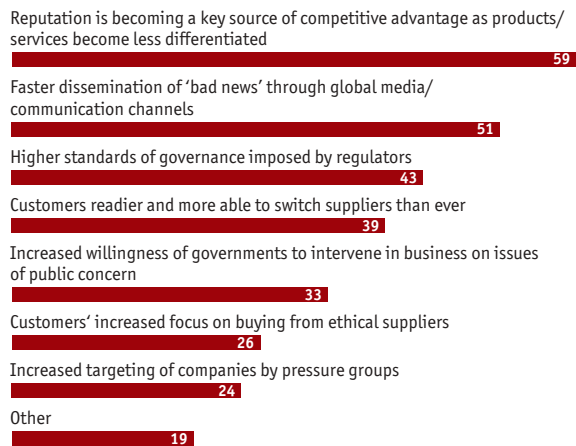 Reputation is becoming a key source of competitive advantage as products/
services become less differentiated
59
Faster dissemination of ‘bad news’ through global media/
communication channels
51
Higher standards of governance imposed by regulators
43
Customers readier and more able to switch suppliers than ever
39
Increased willingness of governments to intervene in business on issues
of public concern
33
Customers‘ increased focus on buying from ethical suppliers
26
Increased targeting of companies by pressure groups
24
Other
19